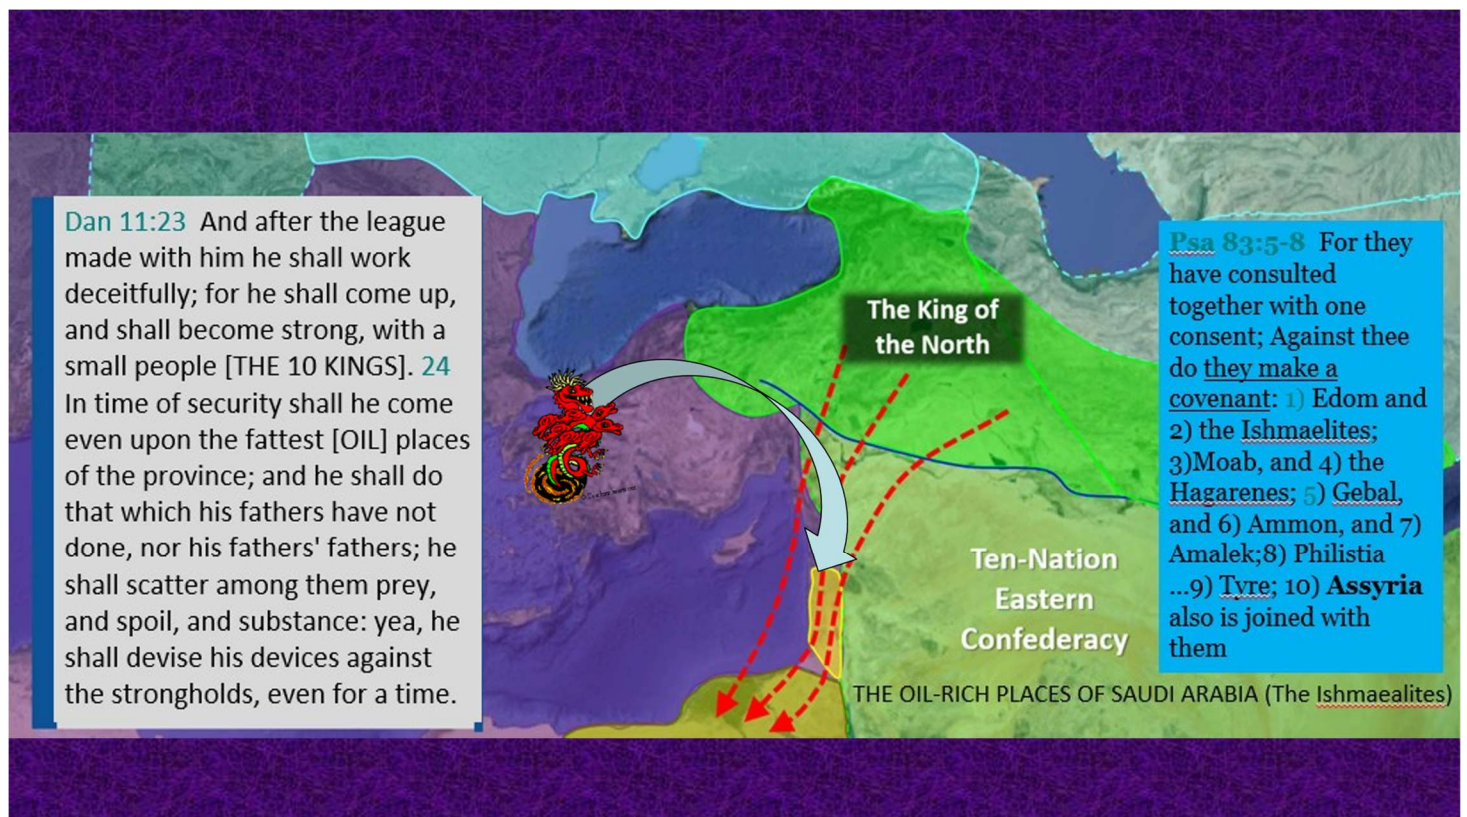 Dan 11:23 And after the league
made with him he shall work
deceitfully; for he shall come up,
and shall become strong, with a
small people [THE 10 KINGS]. 24
In time of security shall he come
even upon the fattest [OIL] places
of the province; and he shall do
that which his fathers have not
done, nor his fathers' fathers; he
shall scatter among them prey,
and spoil, and substance: yea, he
shall devise his devices against
the strongholds, even for a time.
The King of
the North
Ten-Nation
Eastern
Confederacy
THE OIL-RICH PLACES OF SAUDI ARABIA (The Ishmaealites)
Psa 83:5-8 For they
have consulted
together with one
consent; Against thee
do they make a
covenant: 1) Edom and
2) the Ishmaelites;
3)Moab, and 4) the
Hagarenes; 5) Gebal,
and 6) Ammon, and 7)
Amalek;8) Philistia
...9) Tyre; 10) Assyria
also is joined with
them